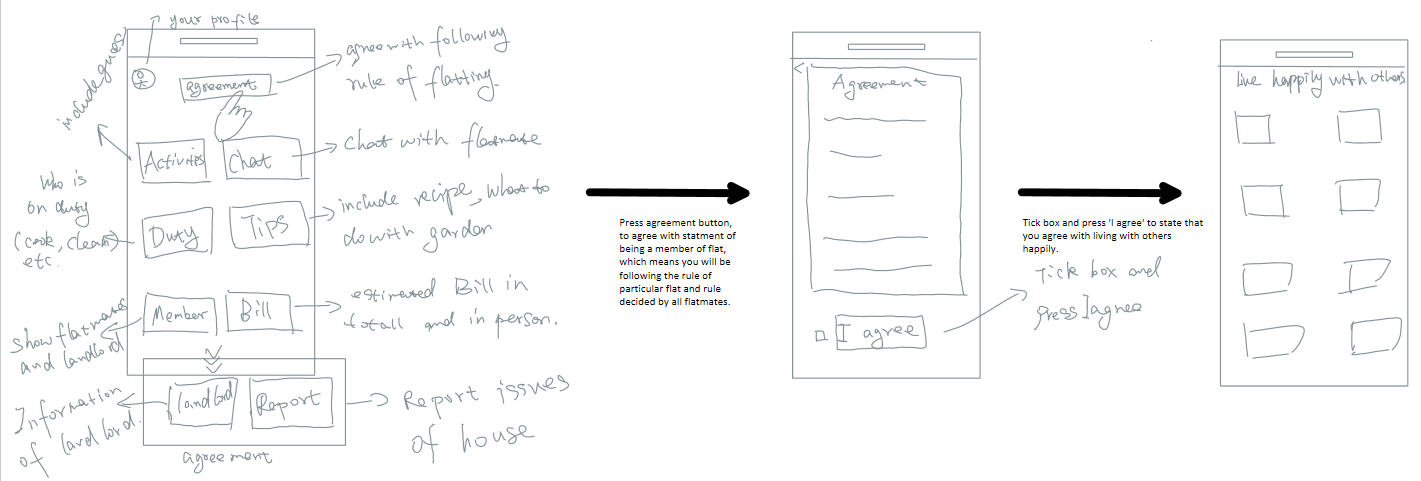 your profile
include guess
agreement
agree with following
rule of flatting.
Activities
Chat
Chat with flatmate
Who is
on duty
(cook, clean)
etc.
Duty
Tips
include recipe, what to
do with garden
Member
Bill
estimated Bill in
totall and in person.
Show flatmates
and landlord
landlord
Report
Information
of landlord.
Report issues
of house
agreement
Press agreement button,
to agree with statment of
being a member of flat,
which means you will be
following the rule of
particular flat and rule
decided by all flatmates.
Agreement
I agree
Tick box and press 'I agree' to state that
you agree with living with others
happily.
Tick box and
press I agree
Live happily with others